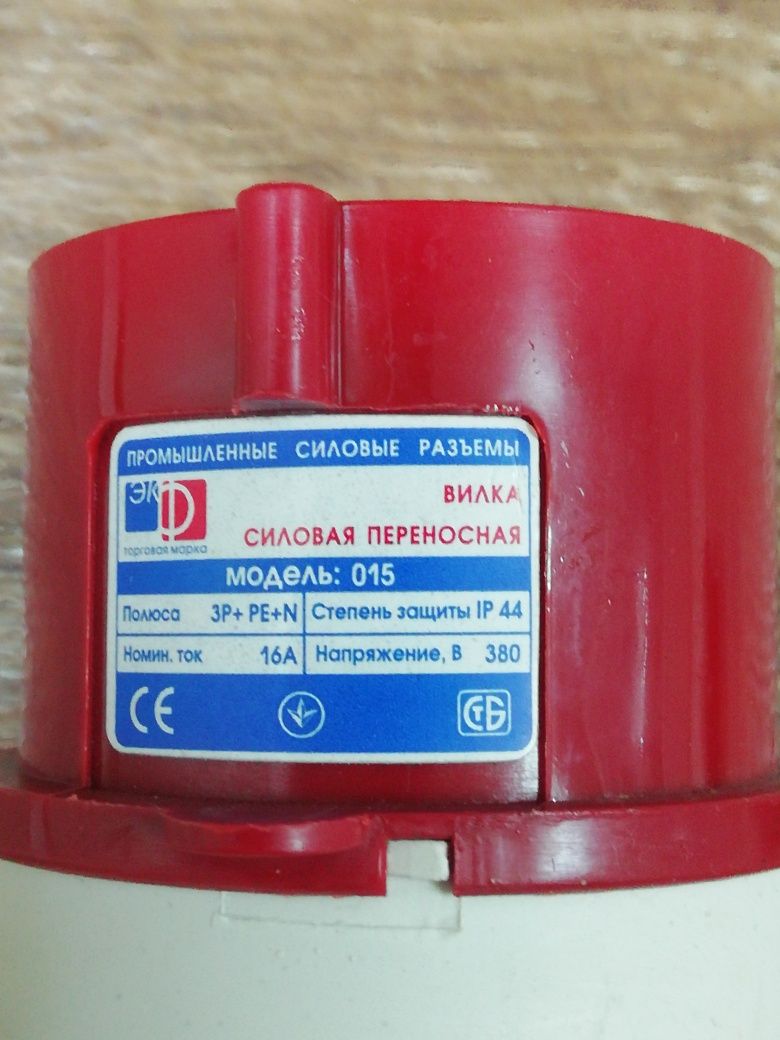 ПРОМЫШЛЕННЫЕ СИЛОВЫЕ РАЗЪЕМЫ
ЭК Ф
торговая марка
ВИЛКА
СИЛОВАЯ ПЕРЕНОСНАЯ
модель: 015
Полюса 3P+ PE+N Степень защиты IP 44
Номин. ток 16А Напряжение, В 380
CE СТБ